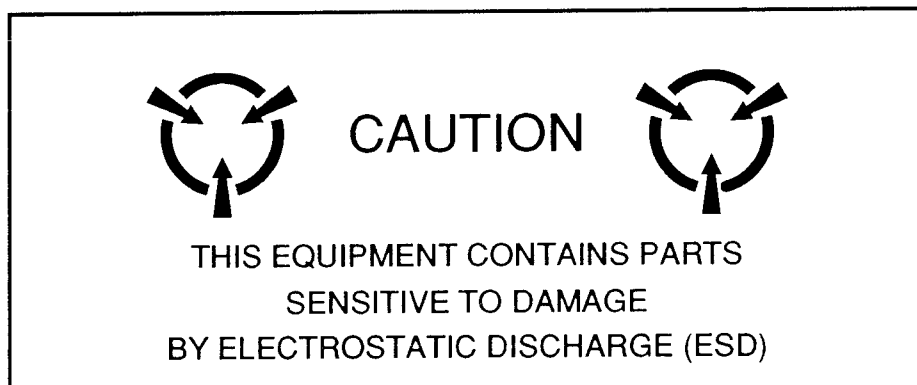 CAUTION
THIS EQUIPMENT CONTAINS PARTS
SENSITIVE TO DAMAGE
BY ELECTROSTATIC DISCHARGE (ESD)